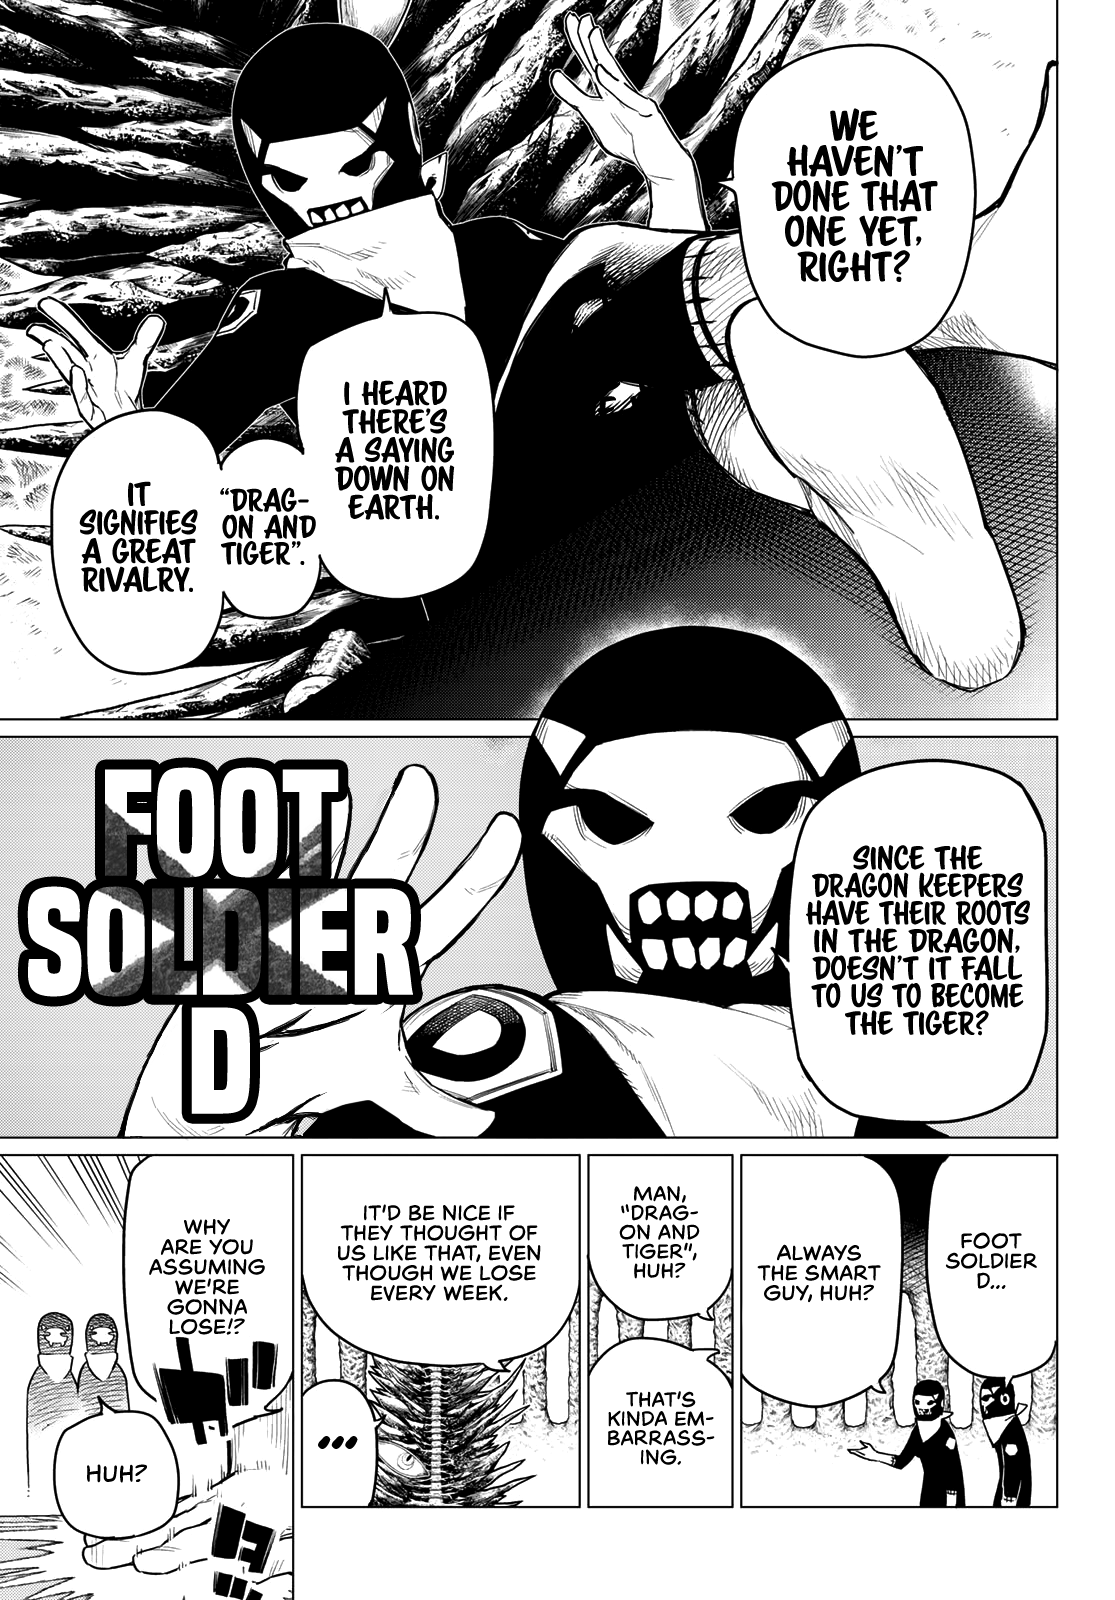 WE
HAVEN'T
DONE THAT
ONE YET,
RIGHT?
I HEARD
THERE'S
A SAYING
DOWN ON
EARTH.
"DRAG-
ON AND
TIGER".
IT
SIGNIFIES
A GREAT
RIVALRY.
SINCE THE
DRAGON KEEPERS
HAVE THEIR ROOTS
IN THE DRAGON,
DOESN'T IT FALL
TO US TO BECOME
THE TIGER?
D
FOOT
SOLDIER
D
FOOT
SOLDIER
D...
ALWAYS
THE SMART
GUY, HUH?
MAN,
"DRAG-
ON AND
TIGER",
HUH?
THAT'S
KINDA EM-
BARRASS-
ING.
IT'D BE NICE IF
THEY THOUGHT OF
US LIKE THAT, EVEN
THOUGH WE LOSE
EVERY WEEK.
...
WHY
ARE YOU
ASSUMING
WE'RE
GONNA
LOSE!?
HUH?